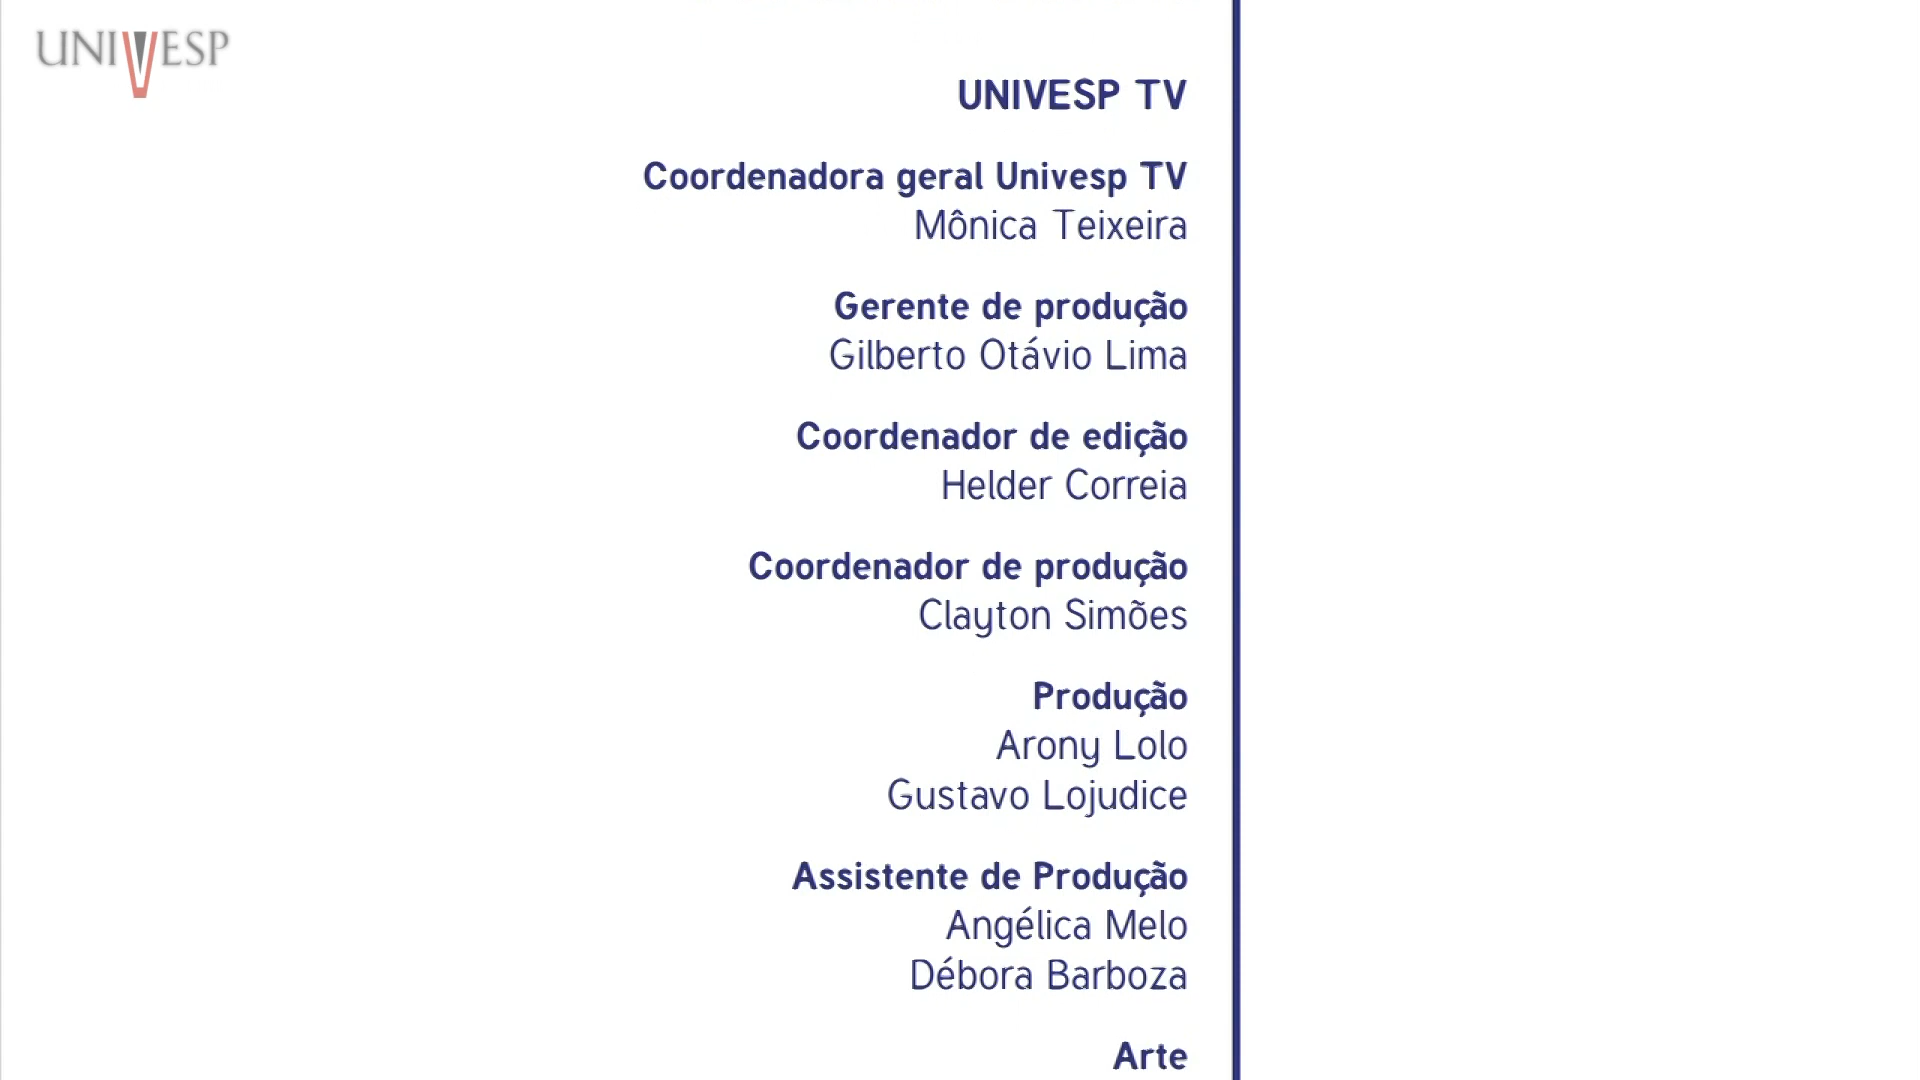 UNIVESP
UNIVESP TV
Coordenadora geral Univesp TV
Mônica Teixeira
Gerente de produção
Gilberto Otávio Lima
Coordenador de edição
Helder Correia
Coordenador de produção
Clayton Simões
Produção
Arony Lolo
Gustavo Lojudice
Assistente de Produção
Angélica Melo
Débora Barboza
Arte